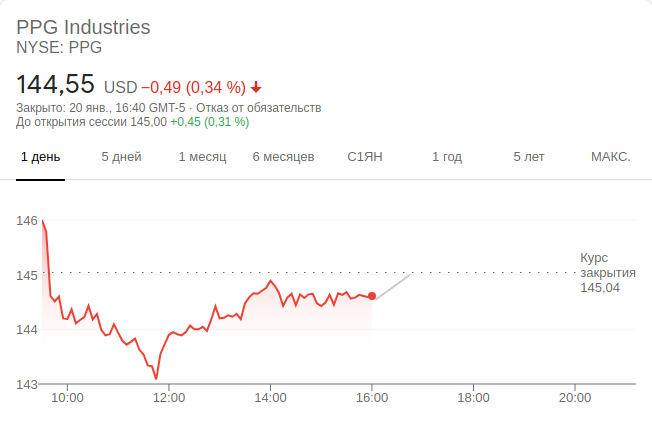 PPG Industries
NYSE: PPG
144,55 USD −0,49 (0,34 %)
Закрыто: 20 янв., 16:40 GMT-5 · Отказ от обязательств
До открытия сессии 145,00 +0,45 (0,31 %)
1 день 5 дней 1 месяц 6 месяцев С1ЯН 1 год 5 лет МАКС.
146
145
144
143
Курс
закрытия
145,04
10:00 12:00 14:00 16:00 18:00 20:00